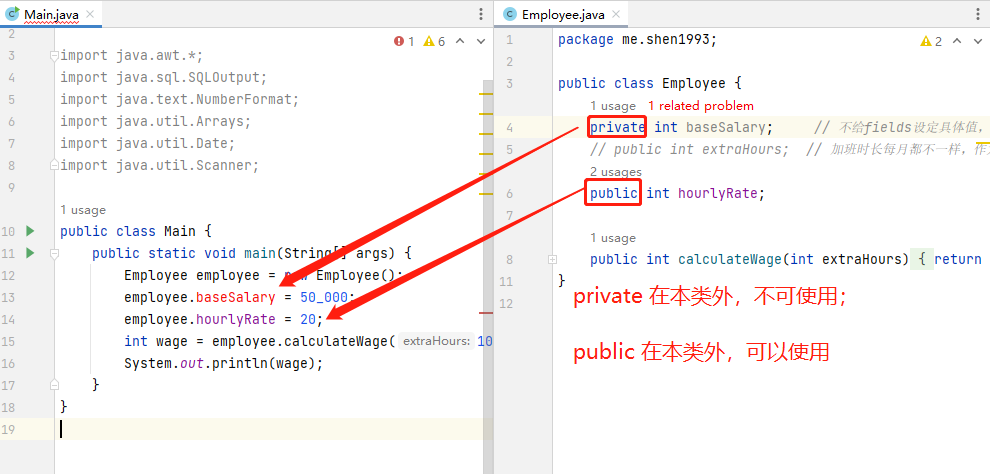 Main.java
1 6
2
3 import java.awt.*;
4 import java.sql.SQLOutput;
5 import java.text.NumberFormat;
6 import java.util.Arrays;
7 import java.util.Date;
8 import java.util.Scanner;
9
1 usage
10 public class Main {
11 public static void main(String[] args) {
12 Employee employee = new Employee();
13 employee.baseSalary = 50_000;
14 employee.hourlyRate = 20;
15 int wage = employee.calculateWage( extraHours: 10
16 System.out.println(wage);
17 }
18 }
19
Employee.java
2
1 package me.shen1993;
2
3 public class Employee {
1 usage 1 related problem
4 private int baseSalary; // 不给fields设定具体值,
5 // public int extraHours; // 加班时长每月都不一样,作
2 usages
6 public int hourlyRate;
7
1 usage
8 public int calculateWage(int extraHours) { return
11 }
12
private 在本类外，不可使用;
public 在本类外，可以使用